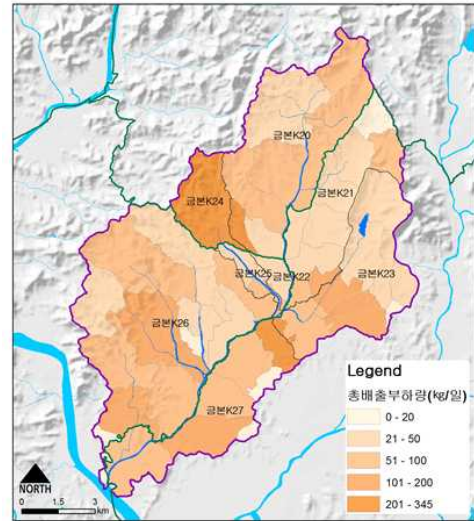 금본K20
금본K21
금본K24
금본K25
금본K22
금본K23
금본K26
금본K27
Legend
총배출부하량(kg/일)
0 - 20
21 - 50
51 - 100
101 - 200
201 - 345
NORTH
0 1.5 3
km